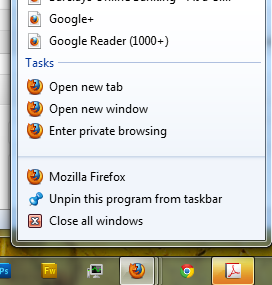 Google+
Google Reader (1000+)
Tasks
Open new tab
Open new window
Enter private browsing
Mozilla Firefox
Unpin this program from taskbar
Close all windows
Ps
Fw